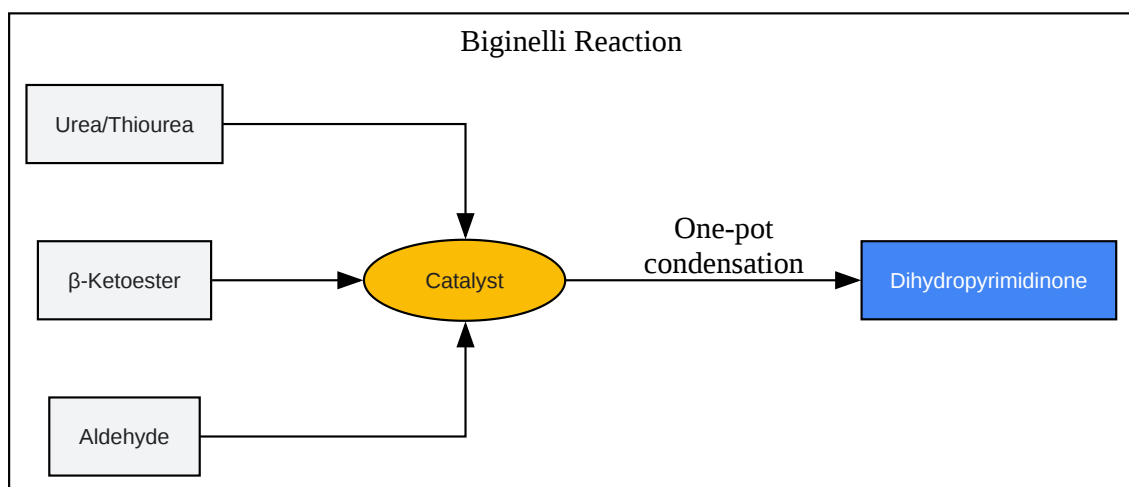 Biginelli Reaction
Urea/Thiourea
β-Ketoester
Aldehyde
Catalyst
One-pot
condensation
Dihydropyrimidinone